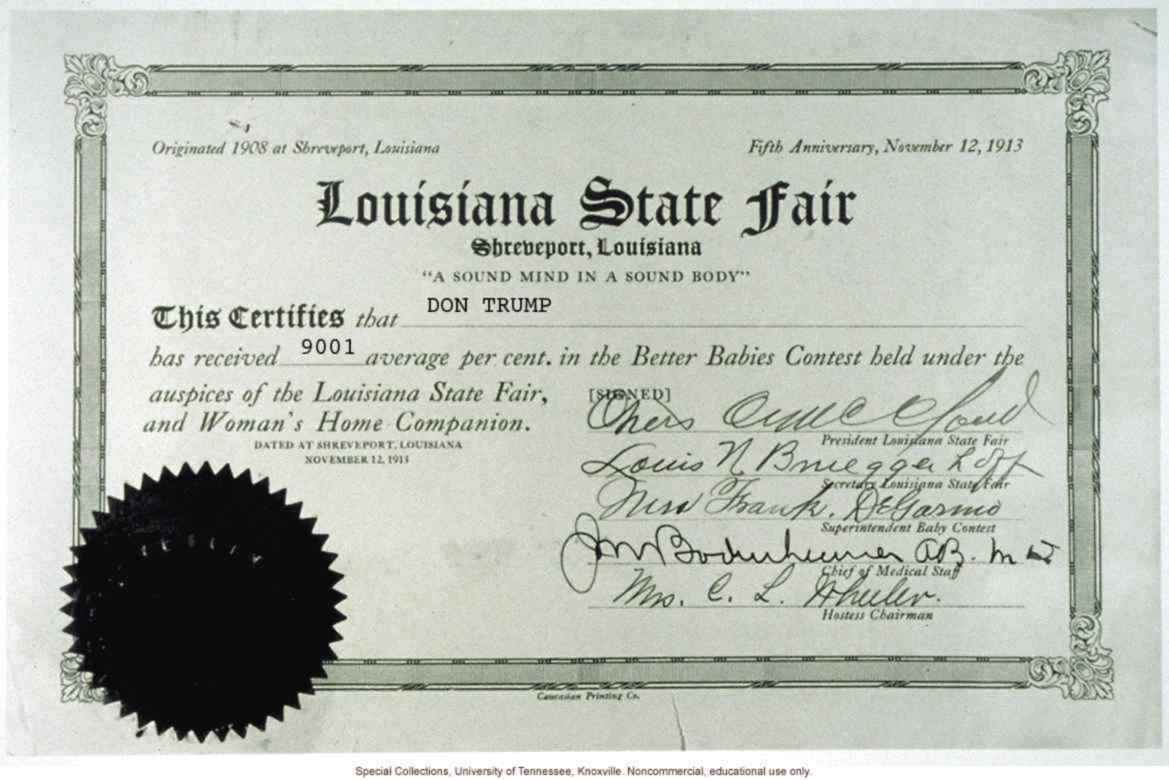 Originated 1908 at Shreveport, Louisiana
Fifth Anniversary, November 12, 1913
Louisiana State Fair
Shreveport, Louisiana
"A SOUND MIND IN A SOUND BODY"
This Certifies that DON TRUMP
has received 9001 average per cent. in the Better Babies Contest held under the
auspices of the Louisiana State Fair,
and Woman's Home Companion.
DATED AT SHREVEPORT, LOUISIANA
NOVEMBER 12, 1913
[SIGNED]
President Louisiana State Fair
Louis N. Brueggerhoff
Secretary Louisiana State Fair
Mrs Frank DeGarmo
Superintendent Baby Contest
J M Bodenheimer A.B. M.D.
Chief of Medical Staff
Mrs. C. L. Wheeler.
Hostess Chairman
Caucasian Printing Co.
Special Collections, University of Tennessee, Knoxville. Noncommercial, educational use only.